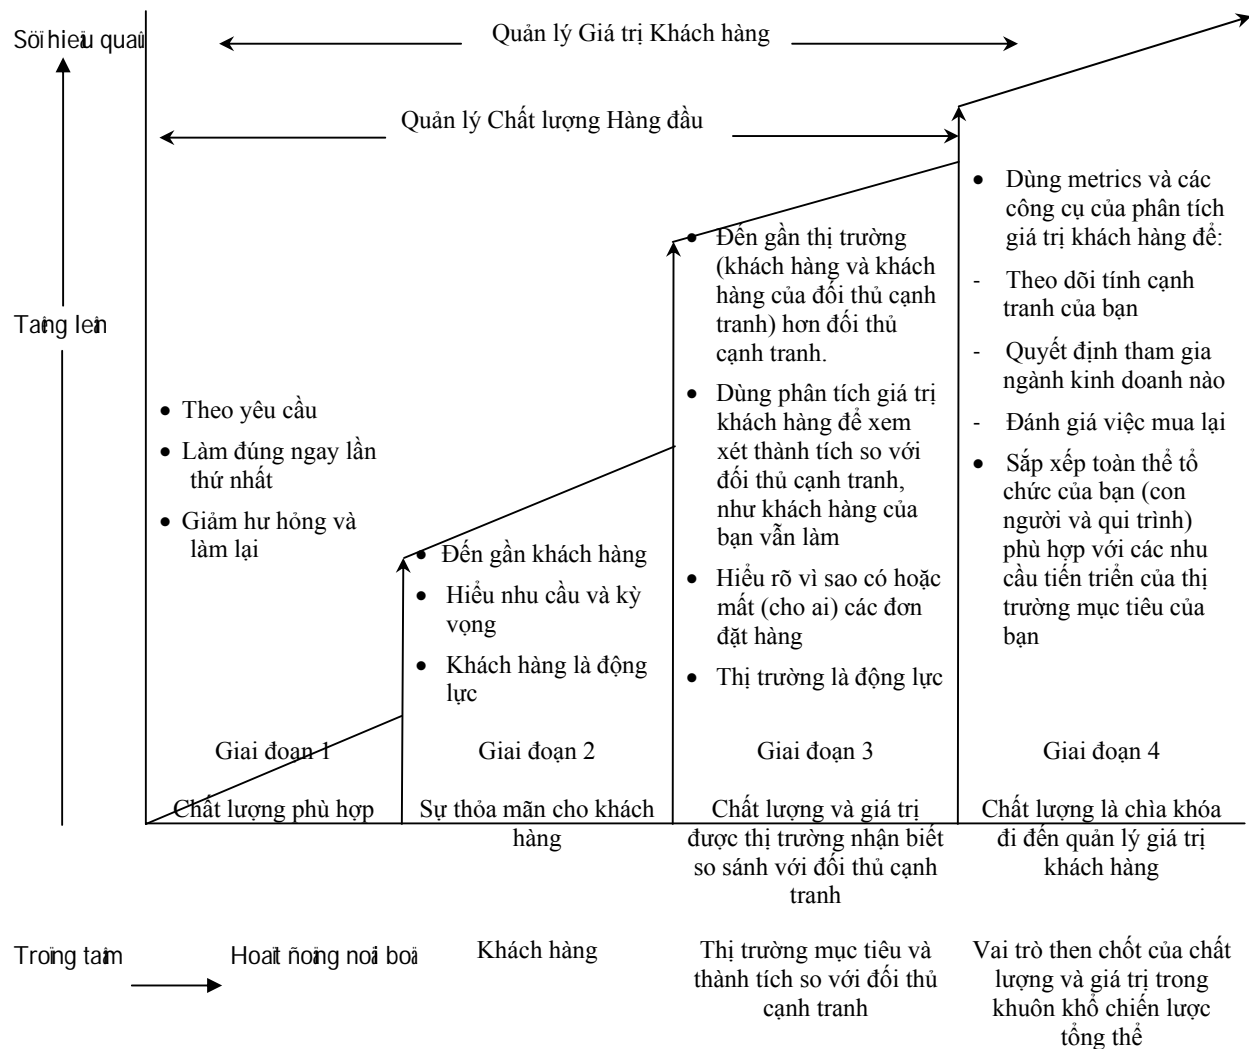 Söï hieäu quaû
Quản lý Giá trị Khách hàng
Quản lý Chất lượng Hàng đầu
Taêng leân
• Theo yêu cầu
• Làm đúng ngay lần
thứ nhất
• Giảm hư hỏng và
làm lại
• Đến gần khách hàng
• Hiểu nhu cầu và kỳ
vọng
• Khách hàng là động
lực
• Đến gần thị trường
(khách hàng và khách
hàng của đối thủ cạnh
tranh) hơn đối thủ
cạnh tranh.
• Dùng phân tích giá trị
khách hàng để xem
xét thành tích so với
đối thủ cạnh tranh,
như khách hàng của
bạn vẫn làm
• Hiểu rõ vì sao có hoặc
mất (cho ai) các đơn
đặt hàng
• Thị trường là động lực
• Dùng metrics và các
công cụ của phân tích
giá trị khách hàng để:
- Theo dõi tính cạnh
tranh của bạn
- Quyết định tham gia
ngành kinh doanh nào
- Đánh giá việc mua lại
• Sắp xếp toàn thể tổ
chức của bạn (con
người và qui trình)
phù hợp với các nhu
cầu tiến triển của thị
trường mục tiêu của
bạn
Giai đoạn 1
Chất lượng phù hợp
Giai đoạn 2
Sự thỏa mãn cho khách
hàng
Giai đoạn 3
Chất lượng và giá trị
được thị trường nhận biết
so sánh với đối thủ cạnh
tranh
Giai đoạn 4
Chất lượng là chìa khóa
đi đến quản lý giá trị
khách hàng
Troïng taâm
Hoaït ñoäng noäi boä
Khách hàng
Thị trường mục tiêu và
thành tích so với đối thủ
cạnh tranh
Vai trò then chốt của chất
lượng và giá trị trong
khuôn khổ chiến lược
tổng thể